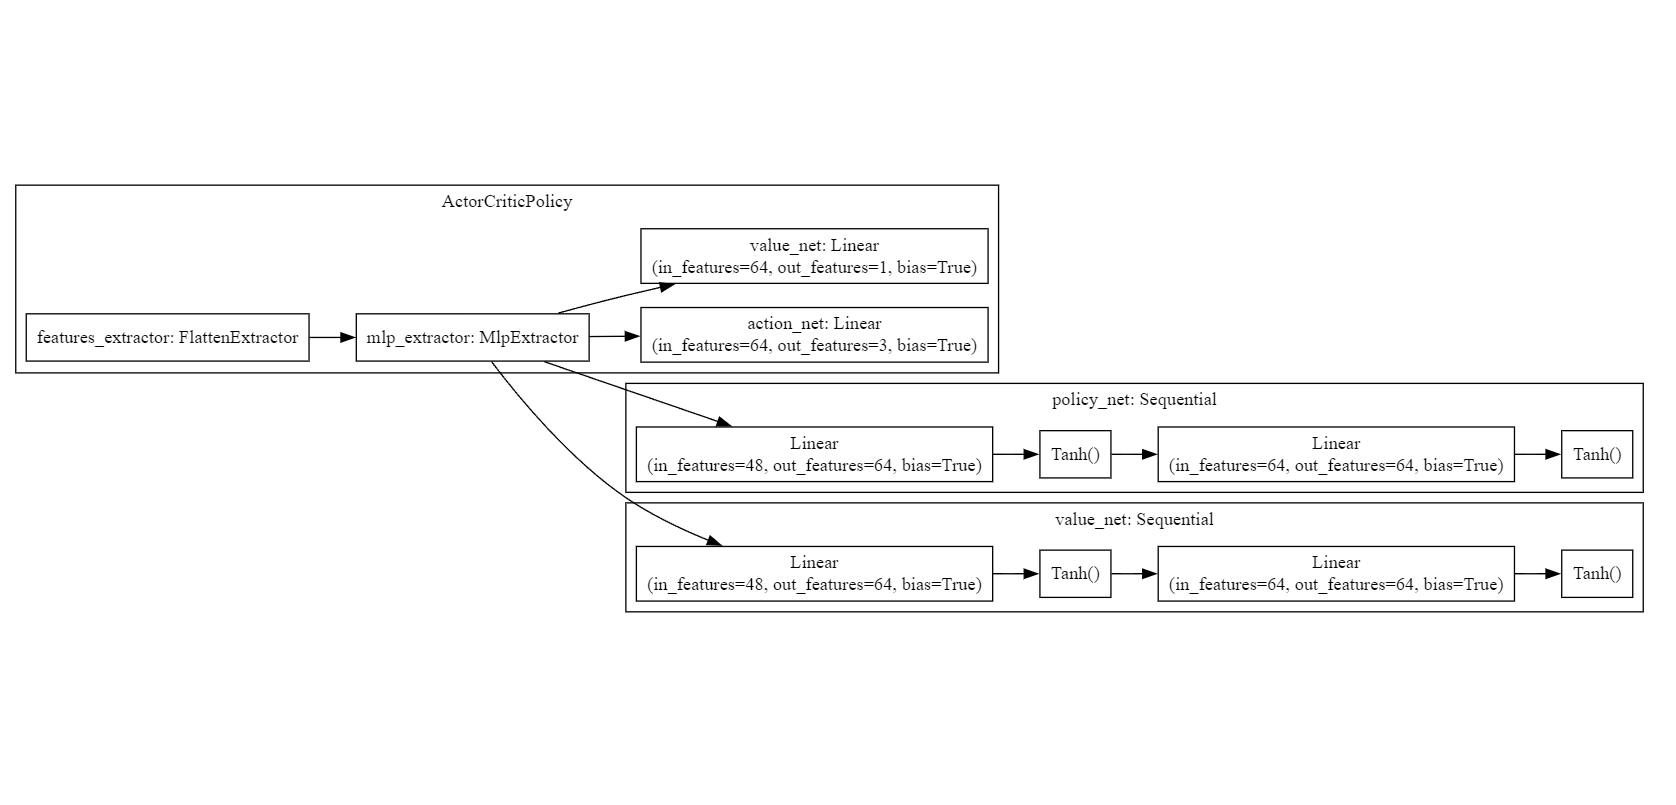 ActorCriticPolicy
value_net: Linear
(in_features=64, out_features=1, bias=True)
features_extractor: FlattenExtractor
mlp_extractor: MlpExtractor
action_net: Linear
(in_features=64, out_features=3, bias=True)
policy_net: Sequential
Linear
(in_features=48, out_features=64, bias=True)
Tanh()
Linear
(in_features=64, out_features=64, bias=True)
Tanh()
value_net: Sequential
Linear
(in_features=48, out_features=64, bias=True)
Tanh()
Linear
(in_features=64, out_features=64, bias=True)
Tanh()